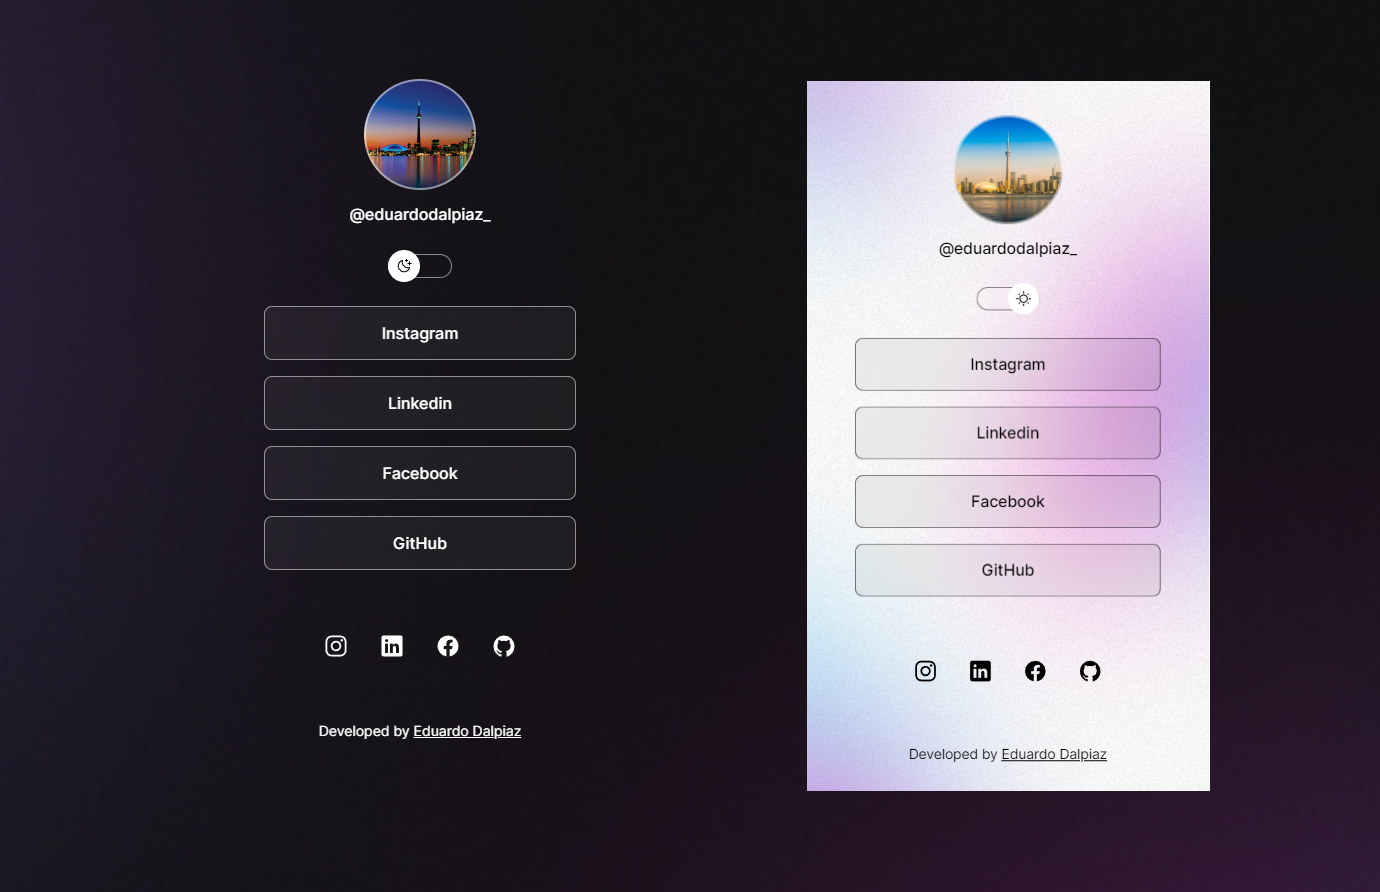 @eduardodalpiaz_
Instagram
Linkedin
Facebook
GitHub
Developed by Eduardo Dalpiaz
@eduardodalpiaz_
Instagram
Linkedin
Facebook
GitHub
Developed by Eduardo Dalpiaz